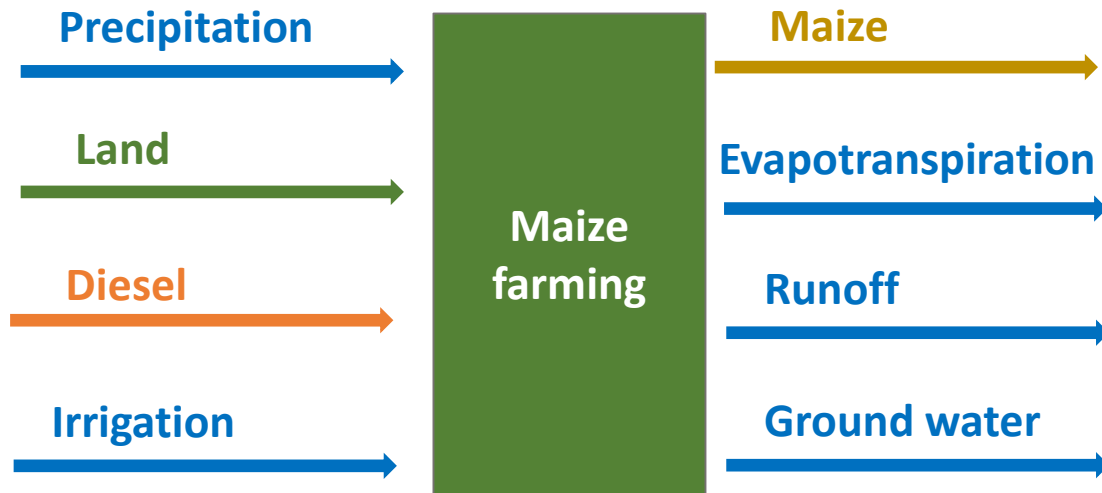 Precipitation
Land
Diesel
Irrigation
Maize
farming
Maize
Evapotranspiration
Runoff
Ground water